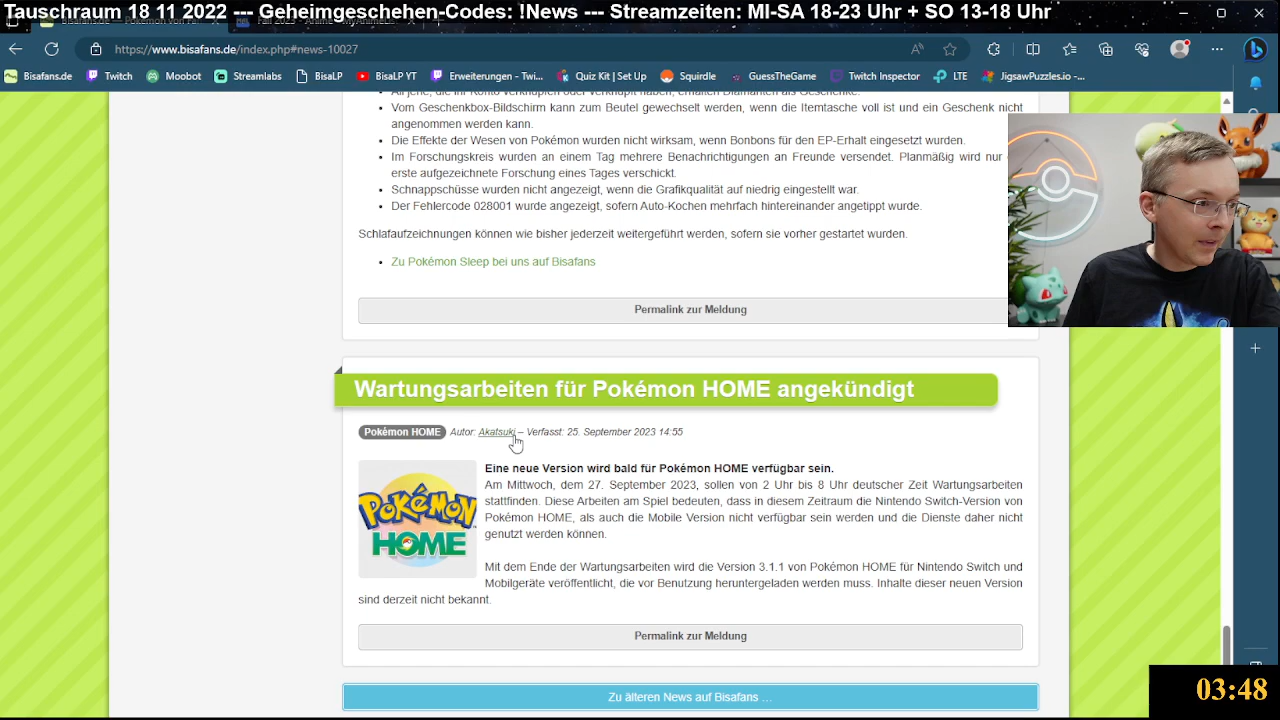 Tauschraum 18 11 2022 --- Geheimgeschehen-Codes: !News --- Streamzeiten: MI-SA 18-23 Uhr + SO 13-18 Uhr
https://www.bisafans.de/index.php#news-10027
Bisafans.de Twitch Moobot Streamlabs BisaLP BisaLP YT Erweiterungen - Twi... Quiz Kit | Set Up Squirdle GuessTheGame Twitch Inspector LTE JigsawPuzzles.io -...
Vom Geschenkbox-Bildschirm kann zum Beutel gewechselt werden, wenn die Itemtasche voll ist und ein Geschenk nicht
angenommen werden kann.
Die Effekte der Wesen von Pokémon wurden nicht wirksam, wenn Bonbons für den EP-Erhalt eingesetzt wurden.
Im Forschungskreis wurden an einem Tag mehrere Benachrichtigungen an Freunde versendet. Planmäßig wird nur
erste aufgezeichnete Forschung eines Tages verschickt.
Schnappschüsse wurden nicht angezeigt, wenn die Grafikqualität auf niedrig eingestellt war.
Der Fehlercode 028001 wurde angezeigt, sofern Auto-Kochen mehrfach hintereinander angetippt wurde.
Schlafaufzeichnungen können wie bisher jederzeit weitergeführt werden, sofern sie vorher gestartet wurden.
Zu Pokémon Sleep bei uns auf Bisafans
Permalink zur Meldung
Wartungsarbeiten für Pokémon HOME angekündigt
Pokémon HOME Autor: Akatsuki – Verfasst: 25. September 2023 14:55
Eine neue Version wird bald für Pokémon HOME verfügbar sein.
Am Mittwoch, dem 27. September 2023, sollen von 2 Uhr bis 8 Uhr deutscher Zeit Wartungsarbeiten
stattfinden. Diese Arbeiten am Spiel bedeuten, dass in diesem Zeitraum die Nintendo Switch-Version von
Pokémon HOME, als auch die Mobile Version nicht verfügbar sein werden und die Dienste daher nicht
genutzt werden können.
POKéMON
HOME
Mit dem Ende der Wartungsarbeiten wird die Version 3.1.1 von Pokémon HOME für Nintendo Switch und
Mobilgeräte veröffentlicht, die vor Benutzung heruntergeladen werden muss. Inhalte dieser neuen Version
sind derzeit nicht bekannt.
Permalink zur Meldung
Zu älteren News auf Bisafans ...
03:48